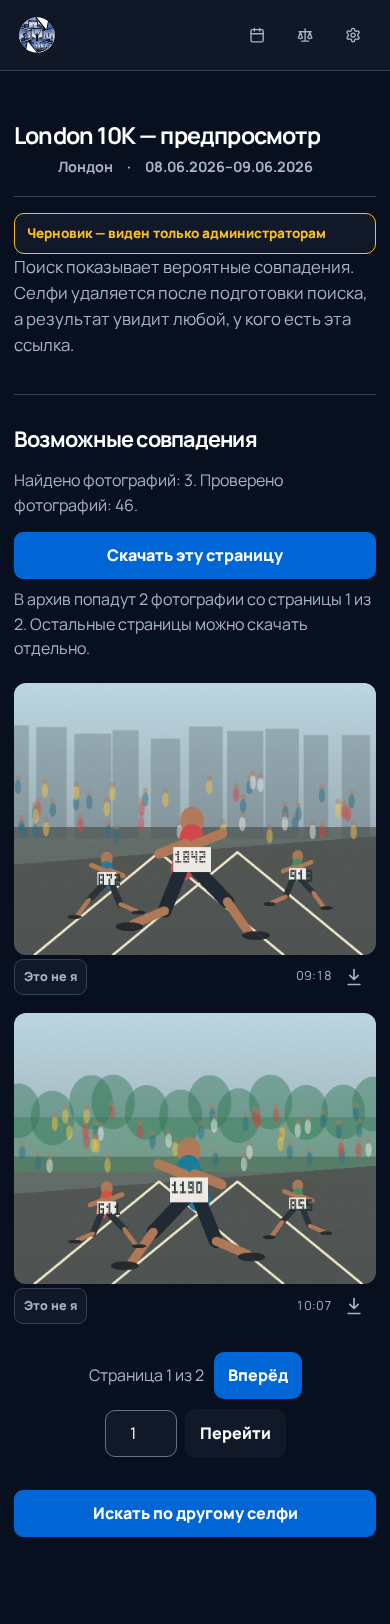 London 10K — предпросмотр
Лондон · 08.06.2026–09.06.2026
Черновик — виден только администраторам
Поиск показывает вероятные совпадения.
Селфи удаляется после подготовки поиска,
а результат увидит любой, у кого есть эта
ссылка.
Возможные совпадения
Найдено фотографий: 3. Проверено
фотографий: 46.
Скачать эту страницу
В архив попадут 2 фотографии со страницы 1 из
2. Остальные страницы можно скачать
отдельно.
1842
Это не я
09:18
1190
Это не я
10:07
Страница 1 из 2
Вперёд
1
Перейти
Искать по другому селфи